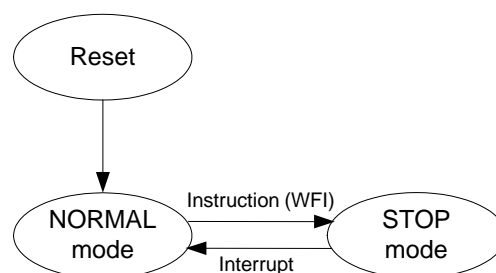 Reset
Instruction (WFI)
NORMAL
mode
STOP
mode
Interrupt